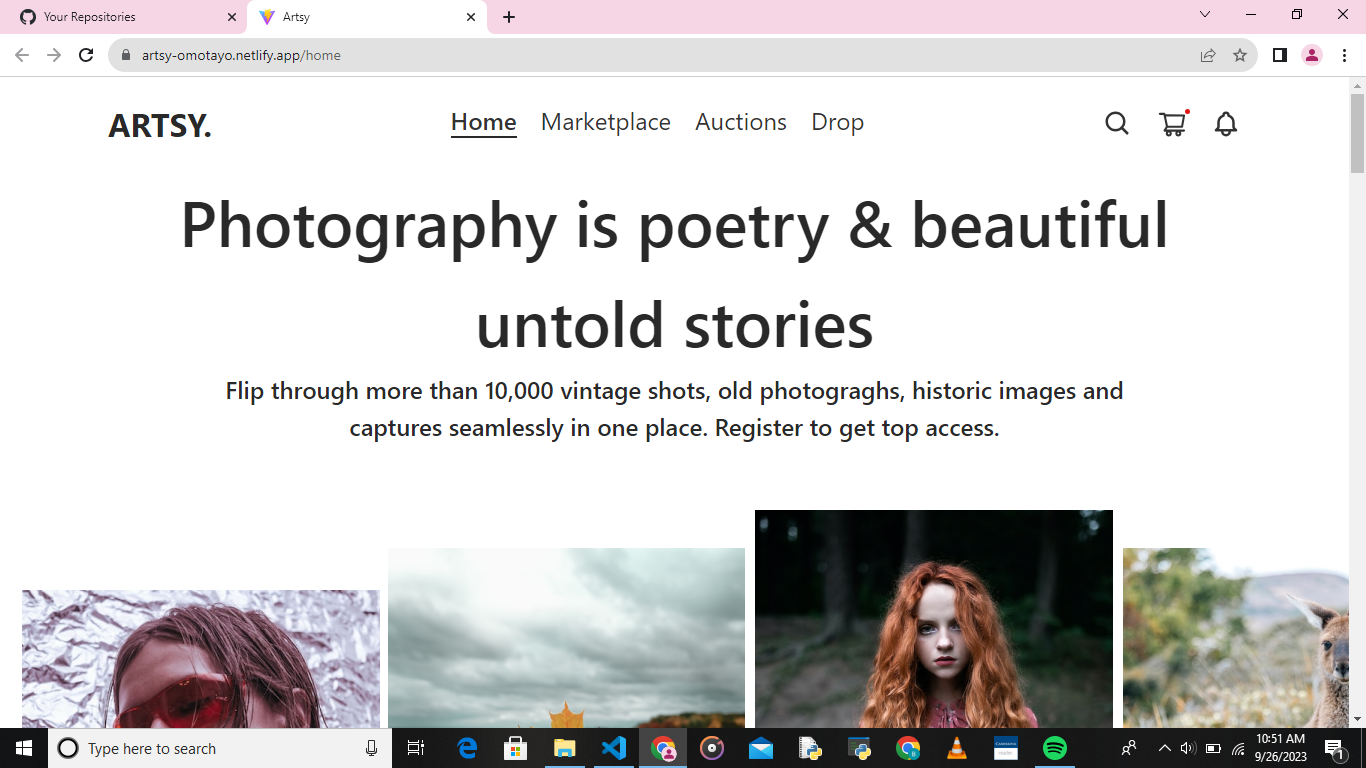 Your Repositories
Artsy
artsy-omotayo.netlify.app/home
ARTSY.
Home Marketplace Auctions Drop
Photography is poetry & beautiful
untold stories
Flip through more than 10,000 vintage shots, old photograghs, historic images and
captures seamlessly in one place. Register to get top access.
Type here to search
10:51 AM
9/26/2023
1